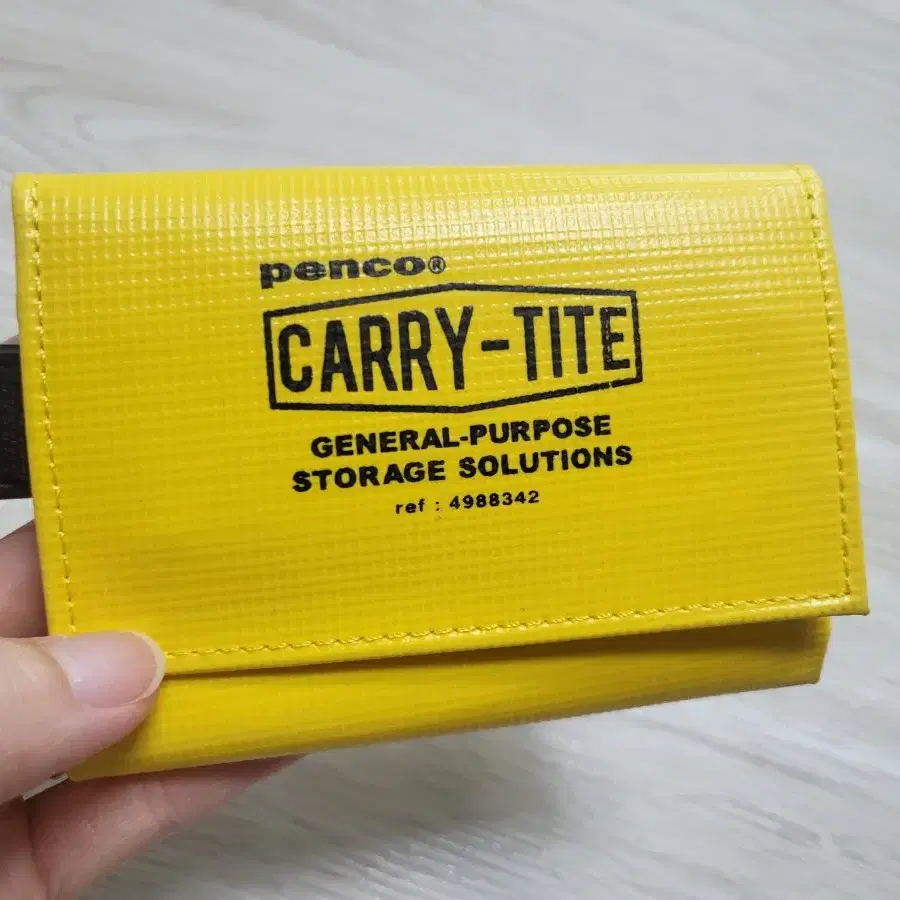 penco®
CARRY-TITE
GENERAL-PURPOSE
STORAGE SOLUTIONS
ref : 4988342